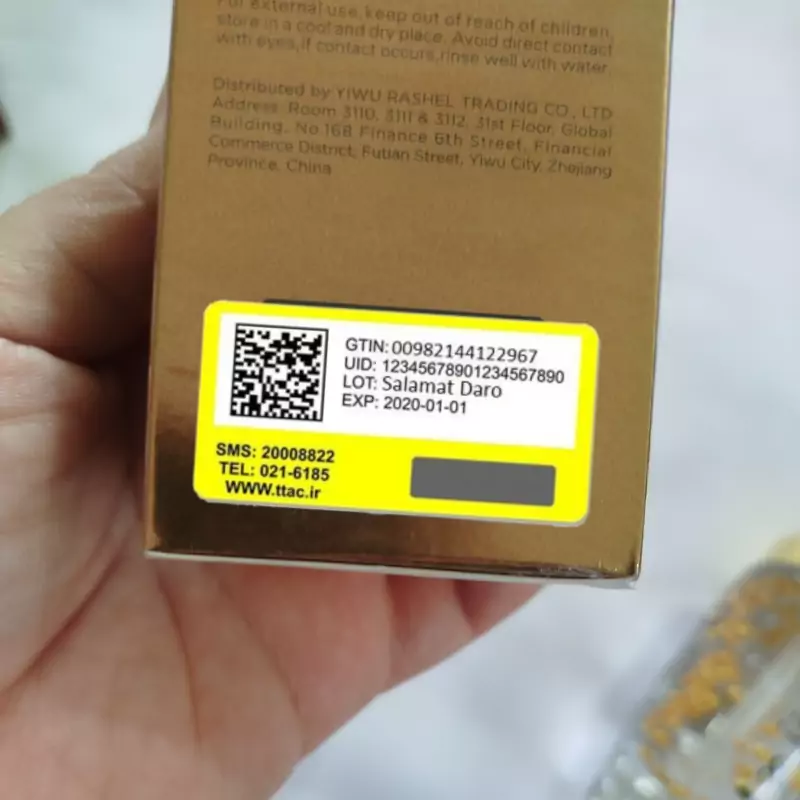 For external use, keep out of reach of children,
store in a cool and dry place. Avoid direct contact
with eyes, if contact occurs, rinse well with water.
Distributed by YIWU RASHEL TRADING CO., LTD
Address: Room 3110, 3111 & 3112, 31st Floor, Global
Building, No.168 Finance 6th Street, Financial
Commerce District, Futian Street, Yiwu City, Zhejiang
Province, China
GTIN: 00982144122967
UID: 12345678901234567890
LOT: Salamat Daro
EXP: 2020-01-01
SMS: 20008822
TEL: 021-6185
WWW.ttac.ir